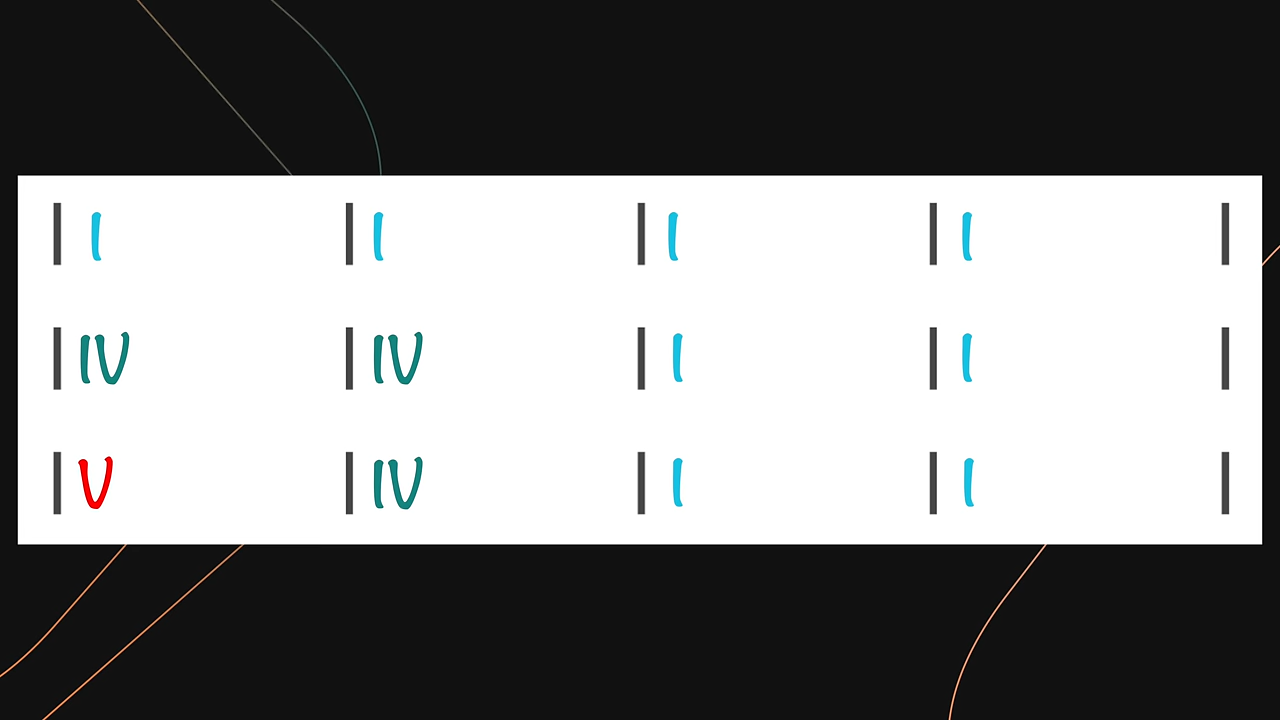 | I | I | I | I |
| IV | IV | I | I |
| V | IV | I | I |